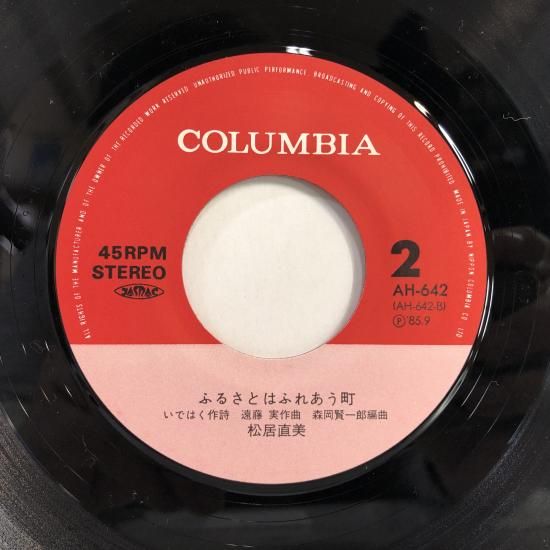 ALL RIGHTS OF THE MANUFACTURER AND OF THE OWNER OF THE RECORDED WORK RESERVED. UNAUTHORIZED PUBLIC PERFORMANCE, BROADCASTING AND COPYING OF THIS RECORD PROHIBITED. MADE IN JAPAN BY NIPPON COLUMBIA CO., LTD.
COLUMBIA
45RPM
STEREO
JASRAC
2
AH-642
(AH-642-B)
Ⓟ'85.9
ふるさとはふれあう町
いではく作詩 遠藤 実作曲 森岡賢一郎編曲
松居直美